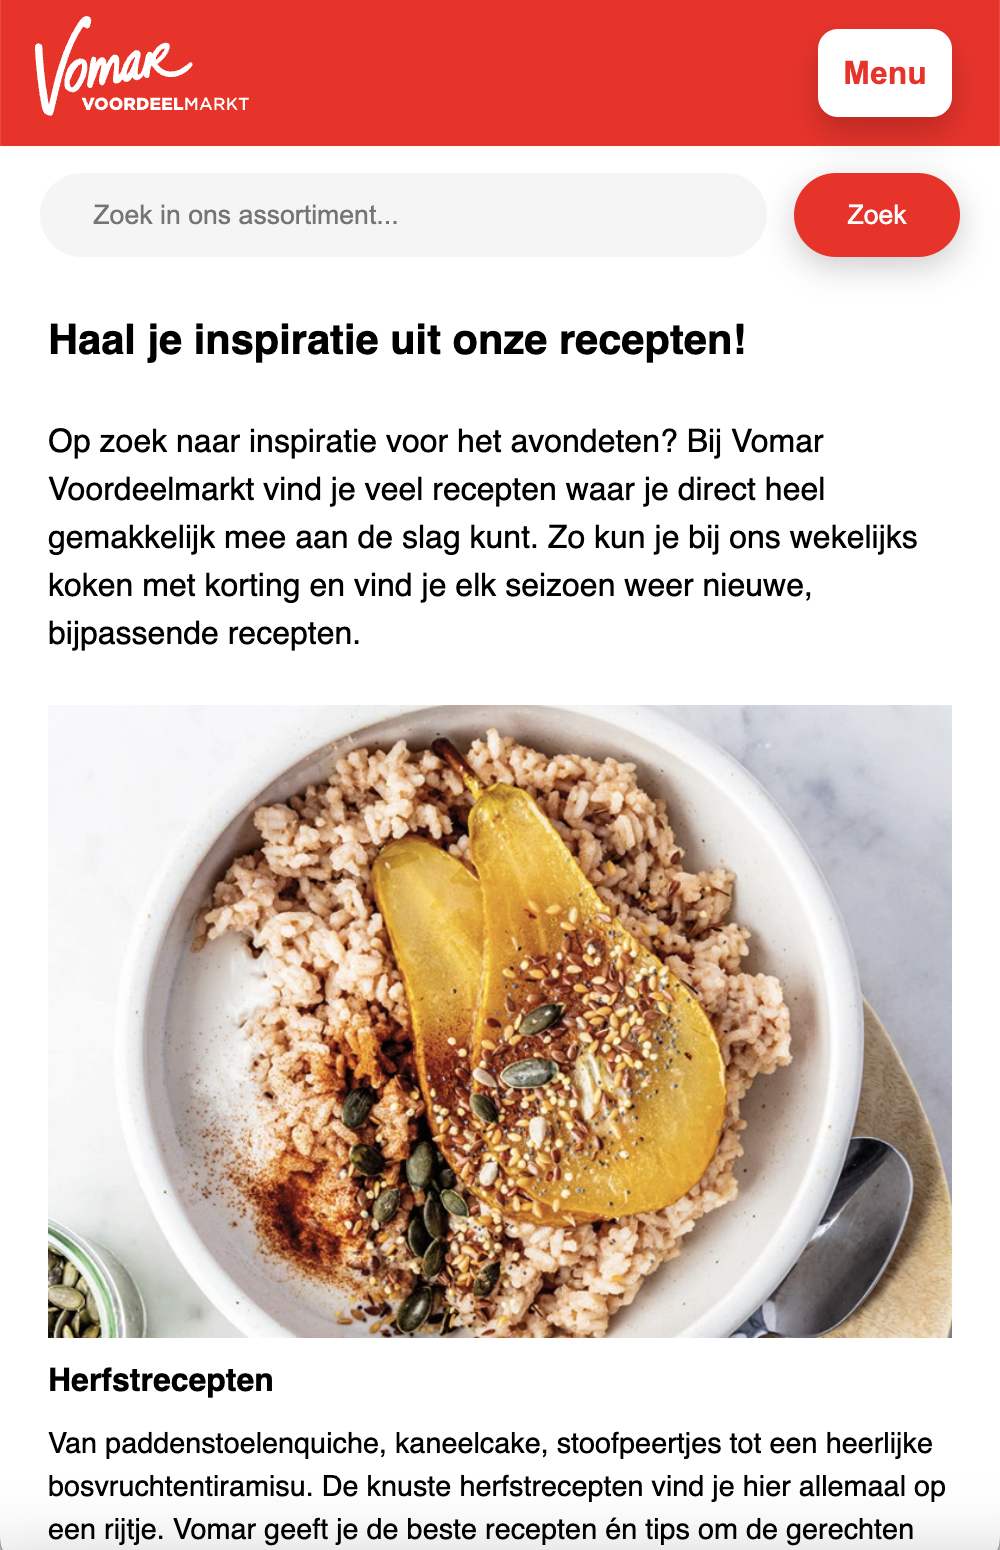 Vomar
VOORDEELMARKT
Menu
Zoek in ons assortiment...
Zoek
Haal je inspiratie uit onze recepten!
Op zoek naar inspiratie voor het avondeten? Bij Vomar
Voordeelmarkt vind je veel recepten waar je direct heel
gemakkelijk mee aan de slag kunt. Zo kun je bij ons wekelijks
koken met korting en vind je elk seizoen weer nieuwe,
bijpassende recepten.
Herfstrecepten
Van paddenstoelenquiche, kaneelcake, stoofpeertjes tot een heerlijke
bosvruchtentiramisu. De knuste herfstrecepten vind je hier allemaal op
een rijtje. Vomar geeft je de beste recepten én tips om de gerechten